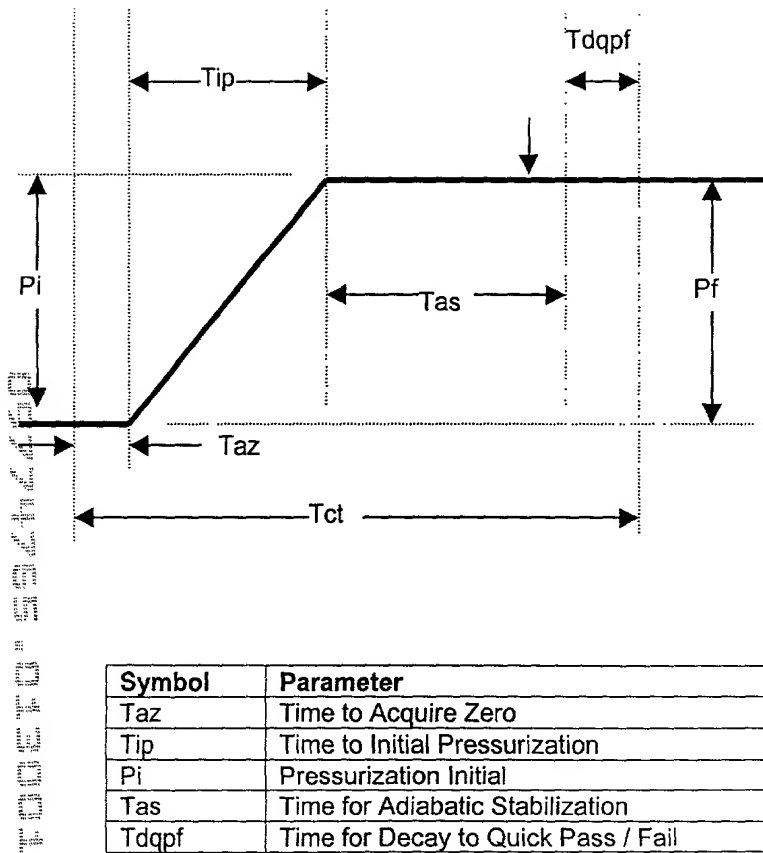 Tdqpf
Tip
Pi
Tas
Pf
Taz
Tct
Symbol Parameter
Taz Time to Acquire Zero
Tip Time to Initial Pressurization
Pi Pressurization Initial
Tas Time for Adiabatic Stabilization
Tdqpf Time for Decay to Quick Pass / Fail